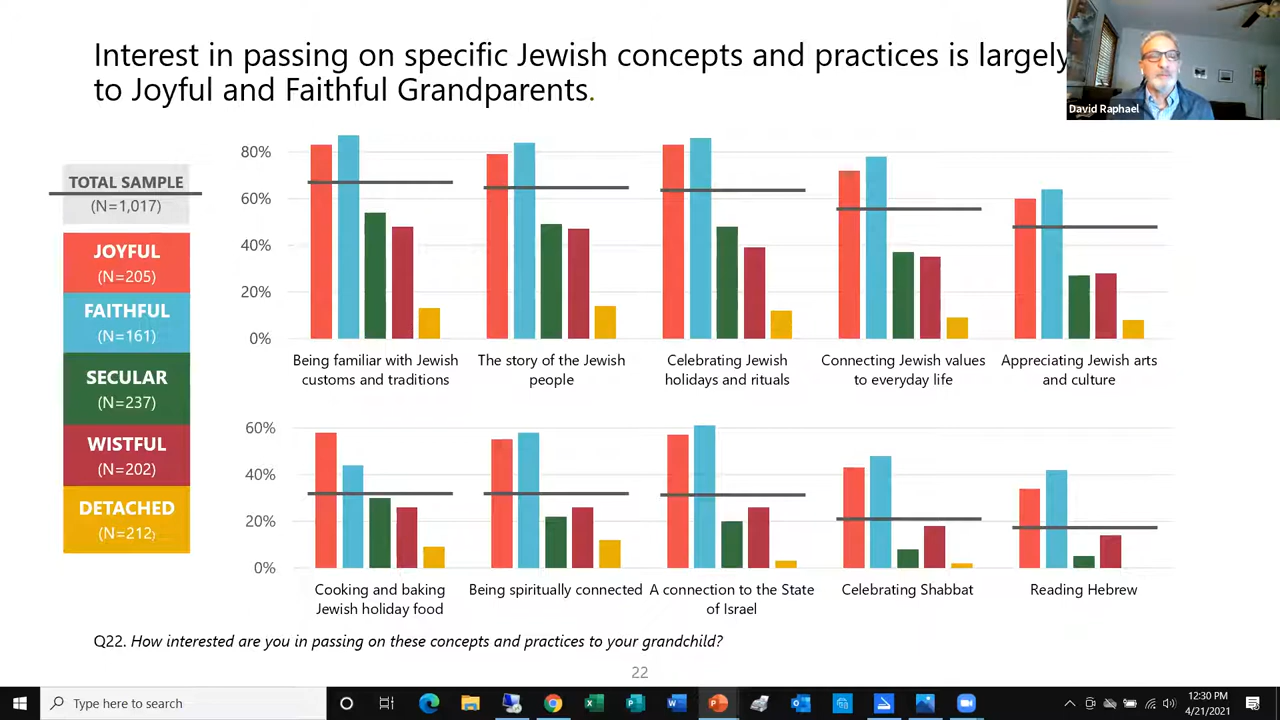 Interest in passing on specific Jewish concepts and practices is largely
to Joyful and Faithful Grandparents.
David Raphael
TOTAL SAMPLE
(N=1,017)
JOYFUL
(N=205)
FAITHFUL
(N=161)
SECULAR
(N=237)
WISTFUL
(N=202)
DETACHED
(N=212)
80%
60%
40%
20%
0%
Being familiar with Jewish
customs and traditions
The story of the Jewish
people
Celebrating Jewish
holidays and rituals
Connecting Jewish values
to everyday life
Appreciating Jewish arts
and culture
60%
40%
20%
0%
Cooking and baking
Jewish holiday food
Being spiritually connected
A connection to the State
of Israel
Celebrating Shabbat
Reading Hebrew
Q22. How interested are you in passing on these concepts and practices to your grandchild?
22
Type here to search
12:30 PM
4/21/2021